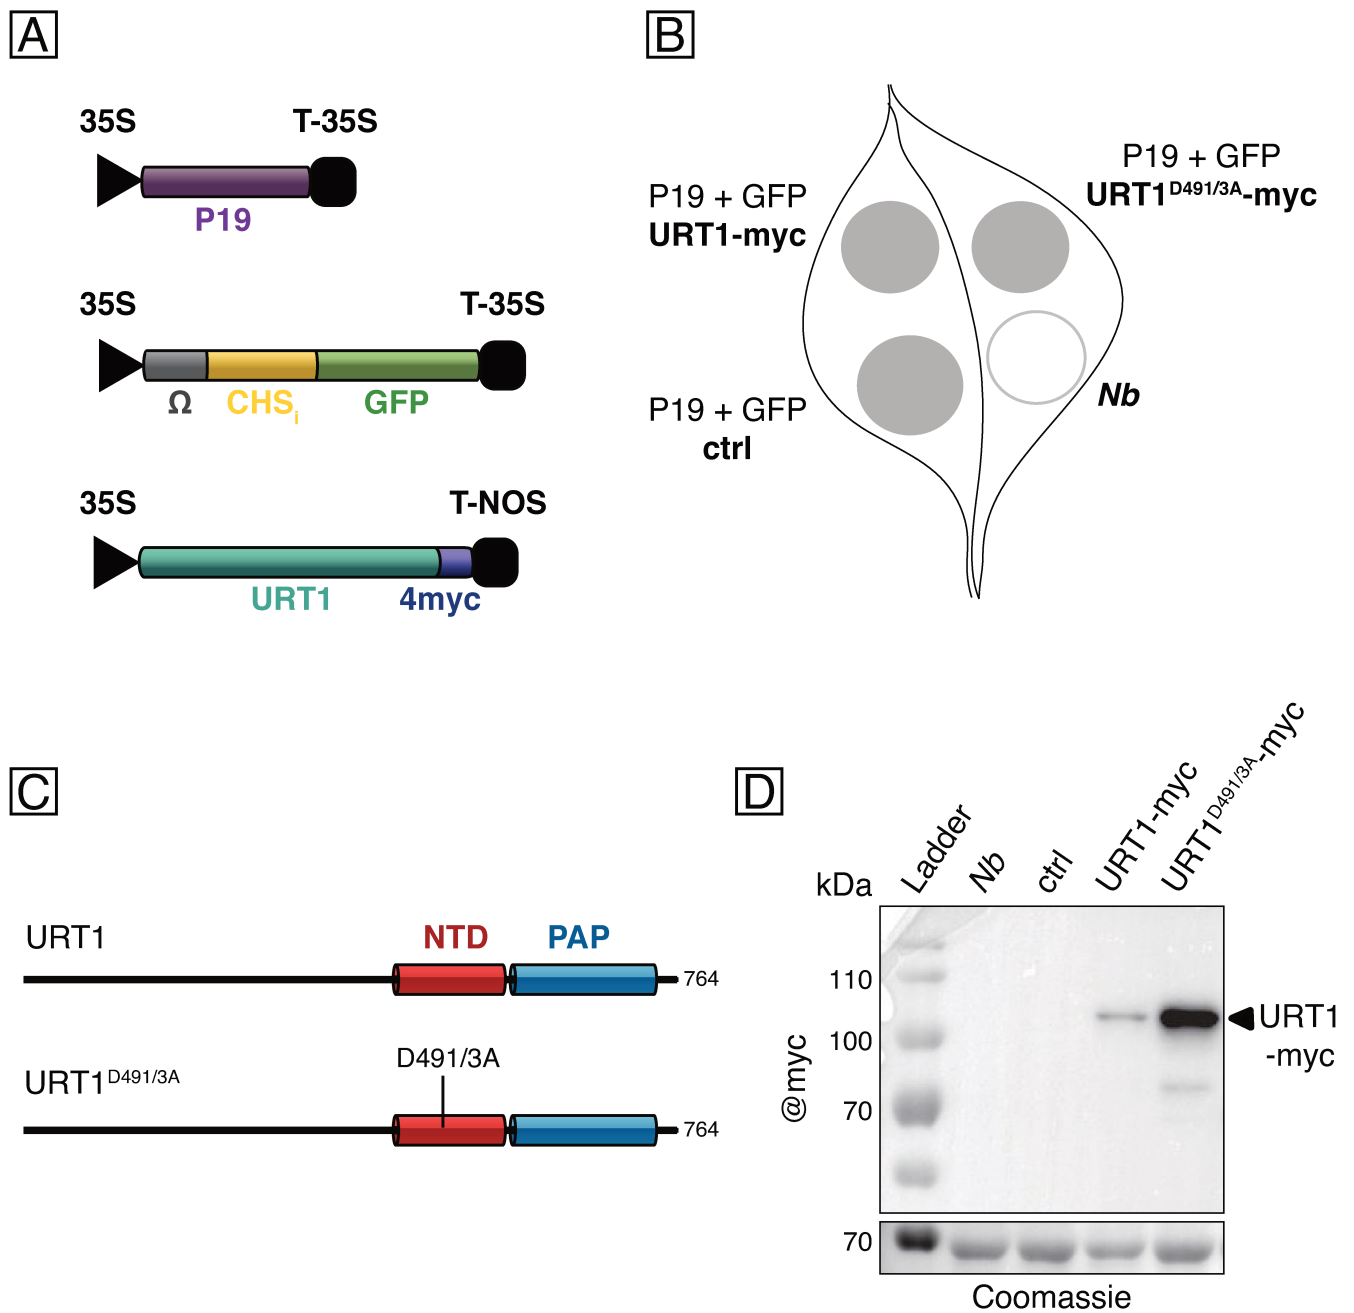 A
35S
T-35S
P19
35S
T-35S
Ω
CHSi
GFP
35S
T-NOS
URT1
4myc
B
P19 + GFP
URT1-myc
P19 + GFP
URT1D491/3A-myc
P19 + GFP
ctrl
Nb
C
URT1
NTD
PAP
764
URT1D491/3A
D491/3A
764
D
kDa
Ladder
Nb
ctrl
URT1-myc
URT1D491/3A-myc
110
100
70
@myc
URT1
-myc
70
Coomassie